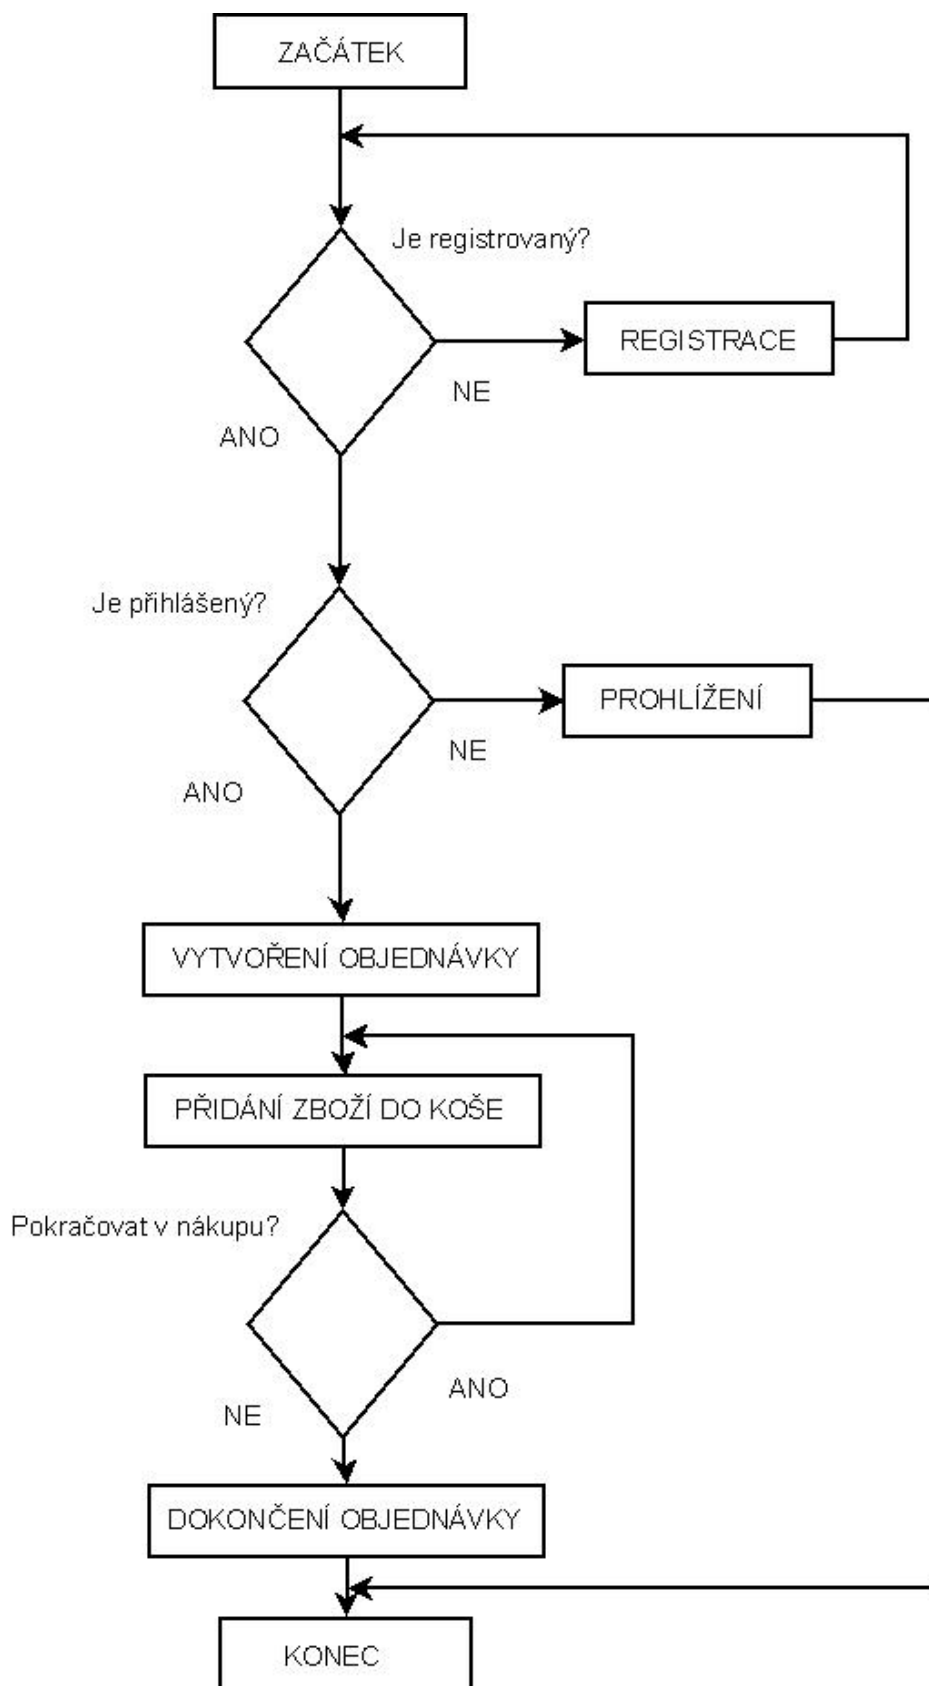 ZAČÁTEK
Je registrovaný?
REGISTRACE
NE
ANO
Je přihlášený?
PROHLÍŽENÍ
NE
ANO
VYTVOŘENÍ OBJEDNÁVKY
PŘIDÁNÍ ZBOŽÍ DO KOŠE
Pokračovat v nákupu?
ANO
NE
DOKONČENÍ OBJEDNÁVKY
KONEC